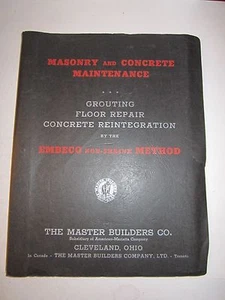 MASONRY AND CONCRETE
MAINTENANCE
GROUTING
FLOOR REPAIR
CONCRETE REINTEGRATION
BY THE
EMBECO METHOD
THE MASTER BUILDERS CO.
Subsidiary of American-Marietta Company
CLEVELAND, OHIO
In Canada - THE MASTER BUILDERS COMPANY, LTD. - Toronto